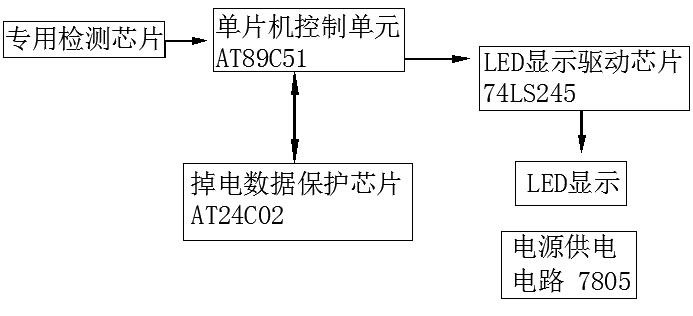 专用检测芯片
单片机控制单元
AT89C51
LED显示驱动芯片
74LS245
掉电数据保护芯片
AT24C02
LED显示
电源供电
电路 7805